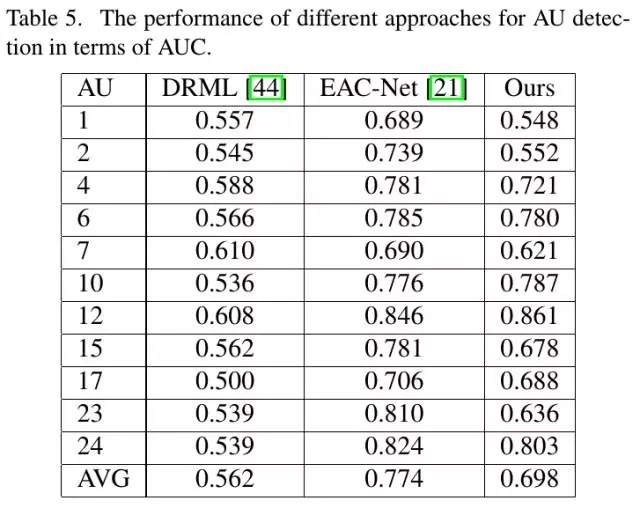 Table 5. The performance of different approaches for AU detec-
tion in terms of AUC.
AU DRML [44] EAC-Net [21] Ours
1 0.557 0.689 0.548
2 0.545 0.739 0.552
4 0.588 0.781 0.721
6 0.566 0.785 0.780
7 0.610 0.690 0.621
10 0.536 0.776 0.787
12 0.608 0.846 0.861
15 0.562 0.781 0.678
17 0.500 0.706 0.688
23 0.539 0.810 0.636
24 0.539 0.824 0.803
AVG 0.562 0.774 0.698